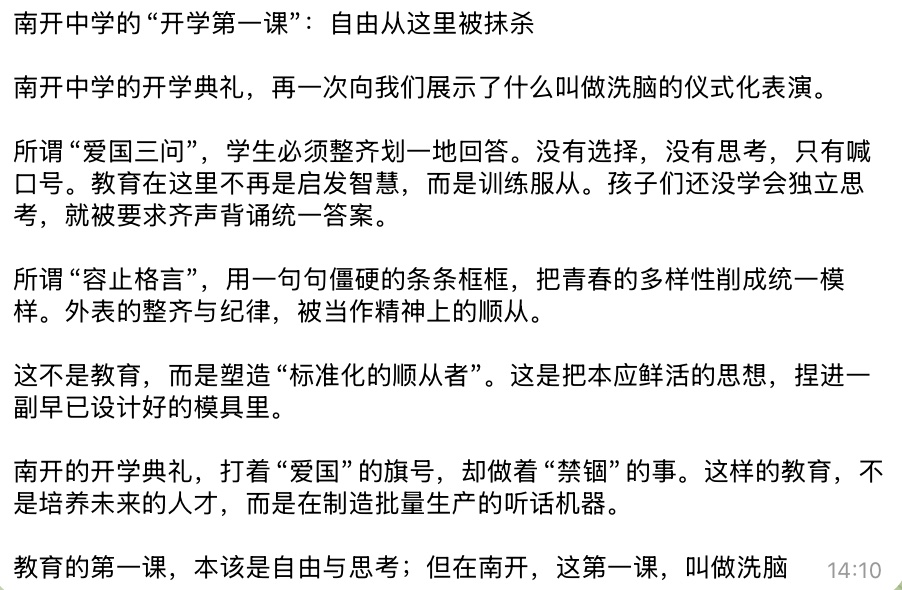 南开中学的“开学第一课”：自由从这里被抹杀
南开中学的开学典礼，再一次向我们展示了什么叫做洗脑的仪式化表演。
所谓“爱国三问”，学生必须整齐划一地回答。没有选择，没有思考，只有喊
口号。教育在这里不再是启发智慧，而是训练服从。孩子们还没学会独立思
考，就被要求齐声背诵统一答案。
所谓“容止格言”，用一句句僵硬的条条框框，把青春的多样性削成统一模
样。外表的整齐与纪律，被当作精神上的顺从。
这不是教育，而是塑造“标准化的顺从者”。这是把本应鲜活的思想，捏进一
副早已设计好的模具里。
南开的开学典礼，打着“爱国”的旗号，却做着“禁锢”的事。这样的教育，不
是培养未来的人才，而是在制造批量生产的听话机器。
教育的第一课，本该是自由与思考；但在南开，这第一课，叫做洗脑
14:10